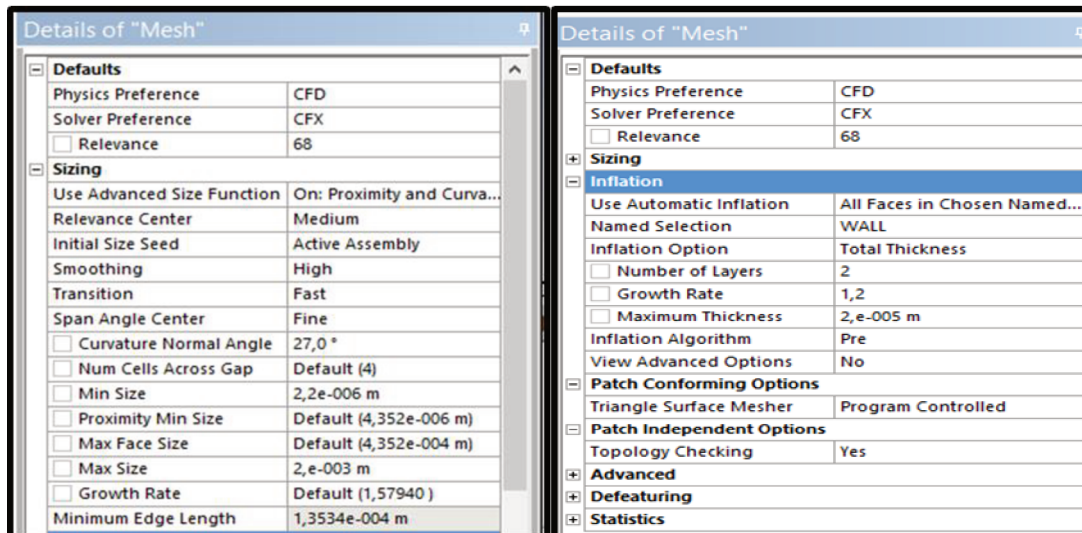 Details of "Mesh"
Defaults
Physics Preference CFD
Solver Preference CFX
Relevance 68
Sizing
Use Advanced Size Function On: Proximity and Curva...
Relevance Center Medium
Initial Size Seed Active Assembly
Smoothing High
Transition Fast
Span Angle Center Fine
Curvature Normal Angle 27,0 °
Num Cells Across Gap Default (4)
Min Size 2,2e-006 m
Proximity Min Size Default (4,352e-006 m)
Max Face Size Default (4,352e-004 m)
Max Size 2,e-003 m
Growth Rate Default (1,57940 )
Minimum Edge Length 1,3534e-004 m
Details of "Mesh"
Defaults
Physics Preference CFD
Solver Preference CFX
Relevance 68
Sizing
Inflation
Use Automatic Inflation All Faces in Chosen Named...
Named Selection WALL
Inflation Option Total Thickness
Number of Layers 2
Growth Rate 1,2
Maximum Thickness 2,e-005 m
Inflation Algorithm Pre
View Advanced Options No
Patch Conforming Options
Triangle Surface Mesher Program Controlled
Patch Independent Options
Topology Checking Yes
Advanced
Defeaturing
Statistics